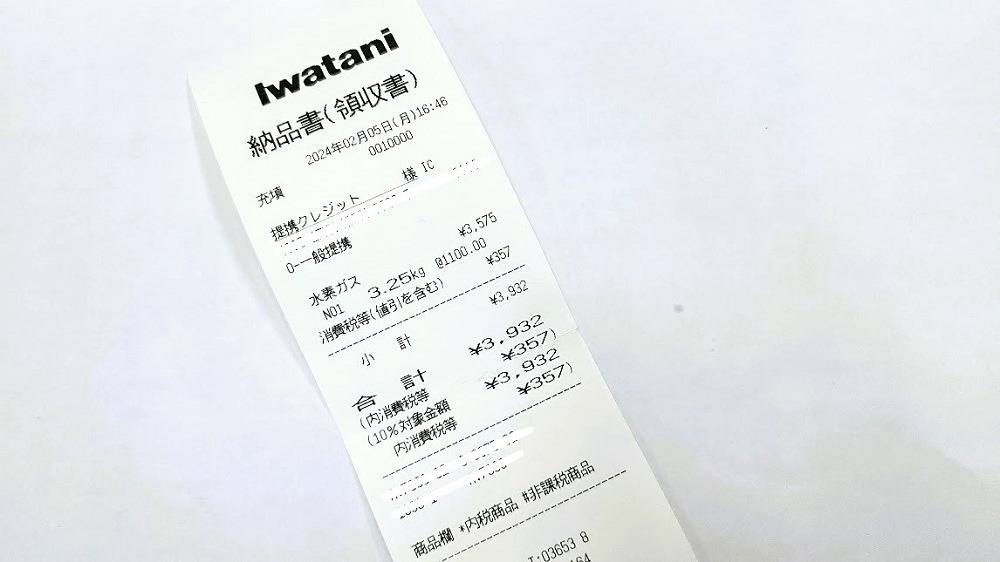 Iwatani
納品書(領収書)
2024年02月05日(月)16:46
0010000
充填
様 IC
提携クレジット
0-一般提携
¥3,575
水素ガス
N01 3.25kg @1100.00
消費税等(値引を含む) ¥357
小 計 ¥3,932
合 計 ¥3,932
(内消費税等 ¥357)
(10%対象金額 ¥3,932
内消費税等 ¥357)
商品欄 *内税商品 #非課税商品
:03653 8